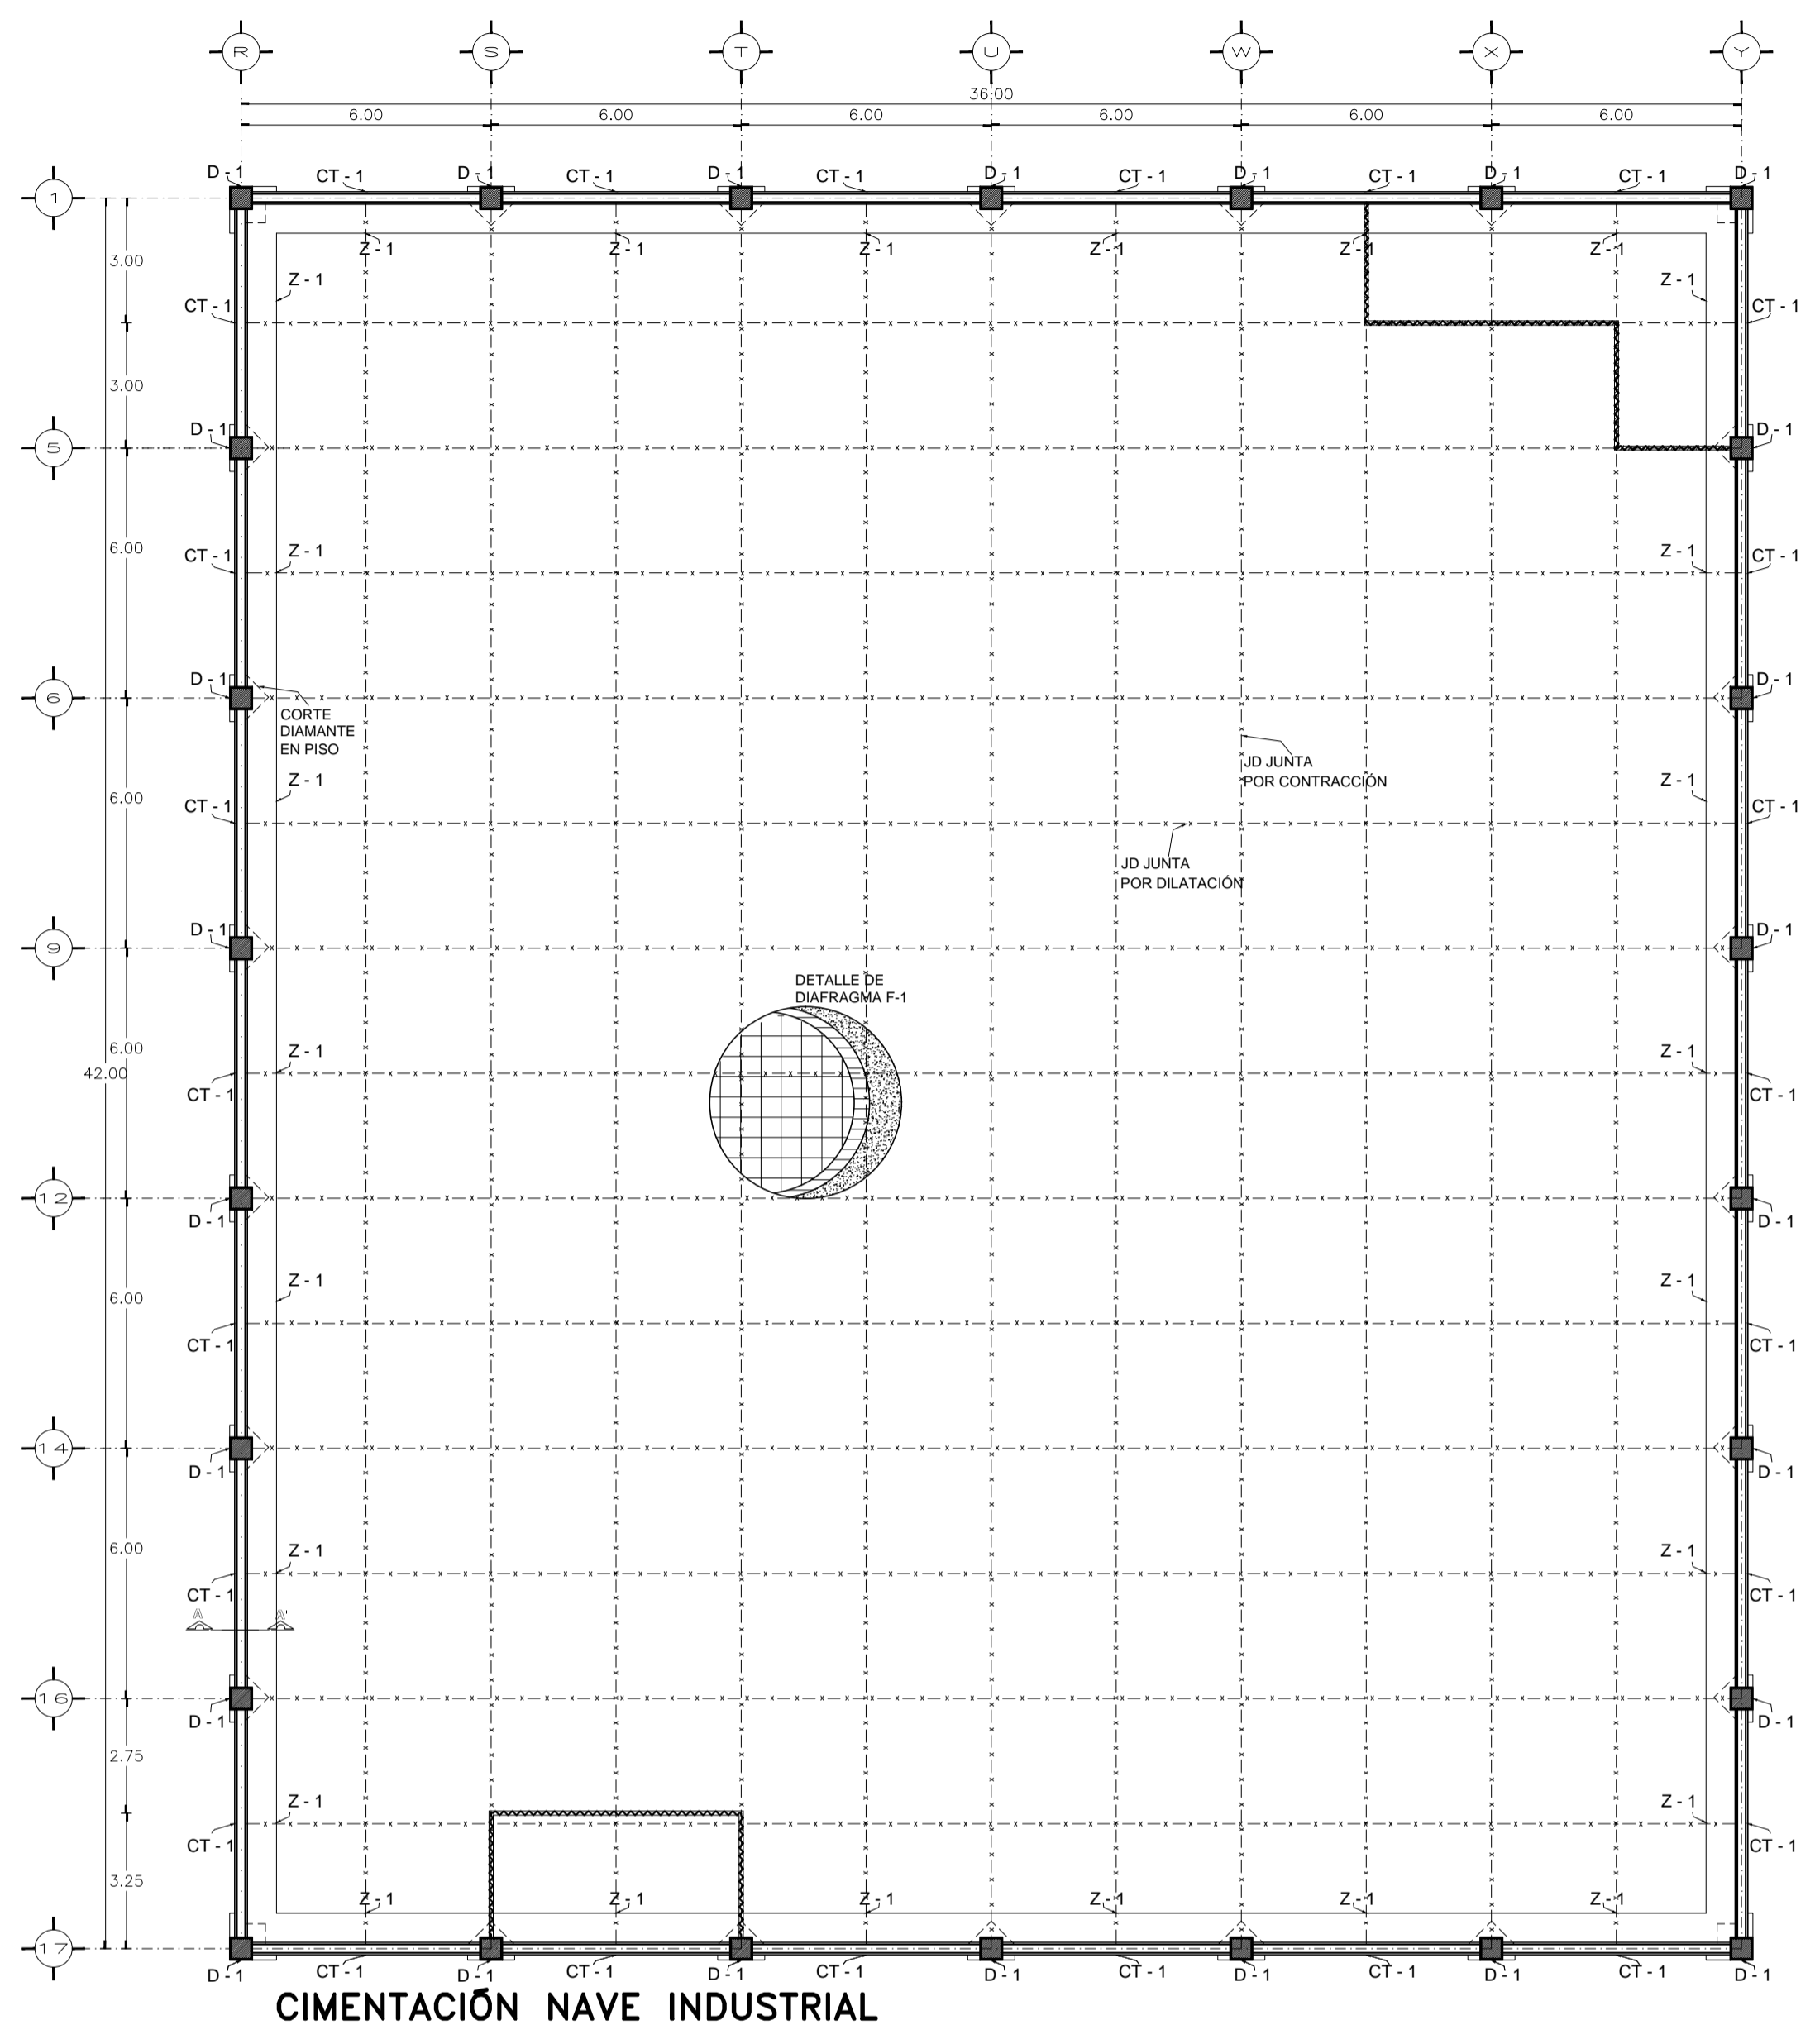 R S T U W X Y
36.00
6.00 6.00 6.00 6.00 6.00 6.00
D - 1 CT - 1 D - 1 CT - 1 D - 1 CT - 1 D - 1 CT - 1 D - 1 CT - 1 D - 1 CT - 1 D - 1
1
Z - 1 Z - 1 Z - 1 Z - 1 Z - 1 Z - 1
3.00
Z - 1 Z - 1
CT - 1 CT - 1
3.00
D - 1 D - 1
5
6.00 CT - 1 Z - 1 Z - 1 CT - 1
D - 1 D - 1
6
CORTE
DIAMANTE
EN PISO
JD JUNTA
POR CONTRACCIÓN
Z - 1 Z - 1
6.00 CT - 1 CT - 1
JD JUNTA
POR DILATACIÓN
D - 1 D - 1
9
DETALLE DE
DIAFRAGMA F-1
6.00 Z - 1 Z - 1
42.00
CT - 1 CT - 1
12
D - 1 D - 1
6.00 Z - 1 Z - 1
CT - 1 CT - 1
14
D - 1 D - 1
6.00 Z - 1 Z - 1
CT - 1 CT - 1
A A'
16
D - 1 D - 1
2.75
Z - 1 Z - 1
CT - 1 CT - 1
3.25
Z - 1 Z - 1 Z - 1 Z - 1 Z - 1 Z - 1
17
D - 1 CT - 1 D - 1 CT - 1 D - 1 CT - 1 D - 1 CT - 1 D - 1 CT - 1 D - 1 CT - 1 D - 1
CIMENTACIÓN NAVE INDUSTRIAL